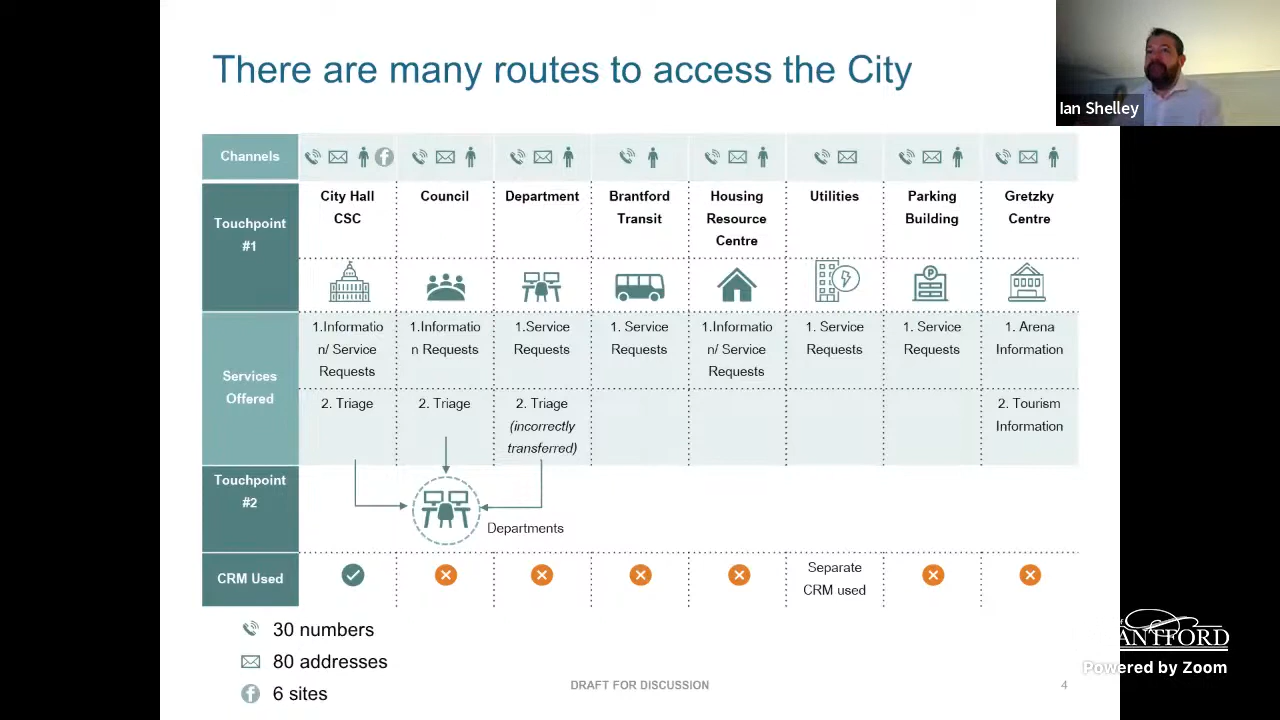 There are many routes to access the City
Ian Shelley
Channels
Touchpoint
#1
City Hall
CSC
Council
Department
Brantford
Transit
Housing
Resource
Centre
Utilities
Parking
Building
Gretzky
Centre
P
Services
Offered
1.Informatio
n/ Service
Requests
1.Informatio
n Requests
1.Service
Requests
1. Service
Requests
1.Informatio
n/ Service
Requests
1. Service
Requests
1. Service
Requests
1. Arena
Information
2. Triage
2. Triage
2. Triage
(incorrectly
transferred)
2. Tourism
Information
Touchpoint
#2
Departments
CRM Used
Separate
CRM used
30 numbers
80 addresses
6 sites
DRAFT FOR DISCUSSION
4
ANTFORD
Powered by Zoom